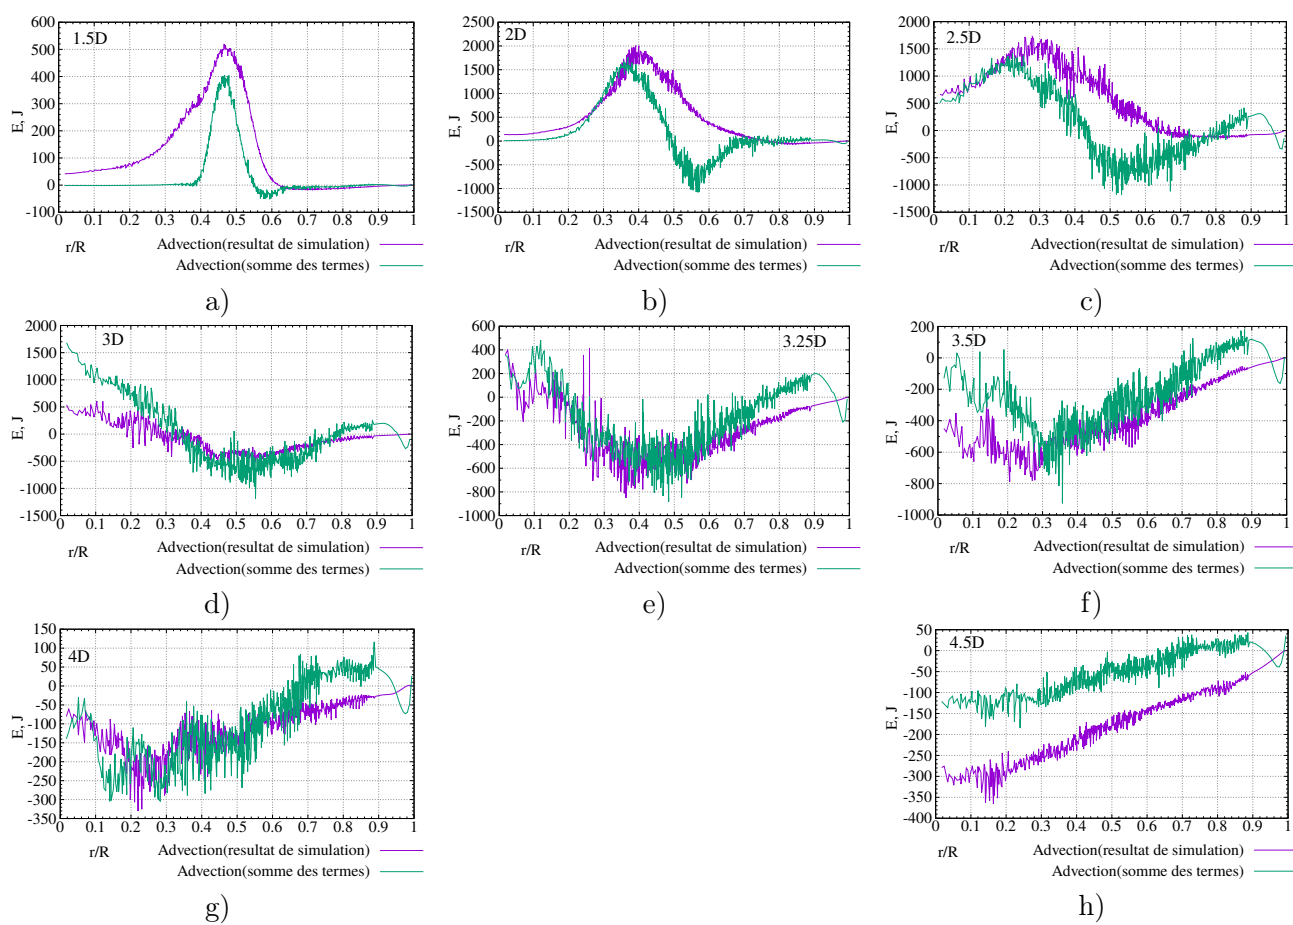 1.5D
600
500
400
300
200
100
0
-100
E, J
0 0.1 0.2 0.3 0.4 0.5 0.6 0.7 0.8 0.9 1
r/R
Advection(resultat de simulation)
Advection(somme des termes)
a)
2D
2500
2000
1500
1000
500
0
-500
-1000
-1500
E, J
0 0.1 0.2 0.3 0.4 0.5 0.6 0.7 0.8 0.9 1
r/R
Advection(resultat de simulation)
Advection(somme des termes)
b)
2.5D
2000
1500
1000
500
0
-500
-1000
-1500
E, J
0 0.1 0.2 0.3 0.4 0.5 0.6 0.7 0.8 0.9 1
r/R
Advection(resultat de simulation)
Advection(somme des termes)
c)
3D
2000
1500
1000
500
0
-500
-1000
-1500
E, J
0 0.1 0.2 0.3 0.4 0.5 0.6 0.7 0.8 0.9 1
r/R
Advection(resultat de simulation)
Advection(somme des termes)
d)
3.25D
600
400
200
0
-200
-400
-600
-800
-1000
E, J
0 0.1 0.2 0.3 0.4 0.5 0.6 0.7 0.8 0.9 1
r/R
Advection(resultat de simulation)
Advection(somme des termes)
e)
3.5D
200
0
-200
-400
-600
-800
-1000
E, J
0 0.1 0.2 0.3 0.4 0.5 0.6 0.7 0.8 0.9 1
r/R
Advection(resultat de simulation)
Advection(somme des termes)
f)
4D
150
100
50
0
-50
-100
-150
-200
-250
-300
-350
E, J
0 0.1 0.2 0.3 0.4 0.5 0.6 0.7 0.8 0.9 1
r/R
Advection(resultat de simulation)
Advection(somme des termes)
g)
4.5D
50
0
-50
-100
-150
-200
-250
-300
-350
-400
E, J
0 0.1 0.2 0.3 0.4 0.5 0.6 0.7 0.8 0.9 1
r/R
Advection(resultat de simulation)
Advection(somme des termes)
h)